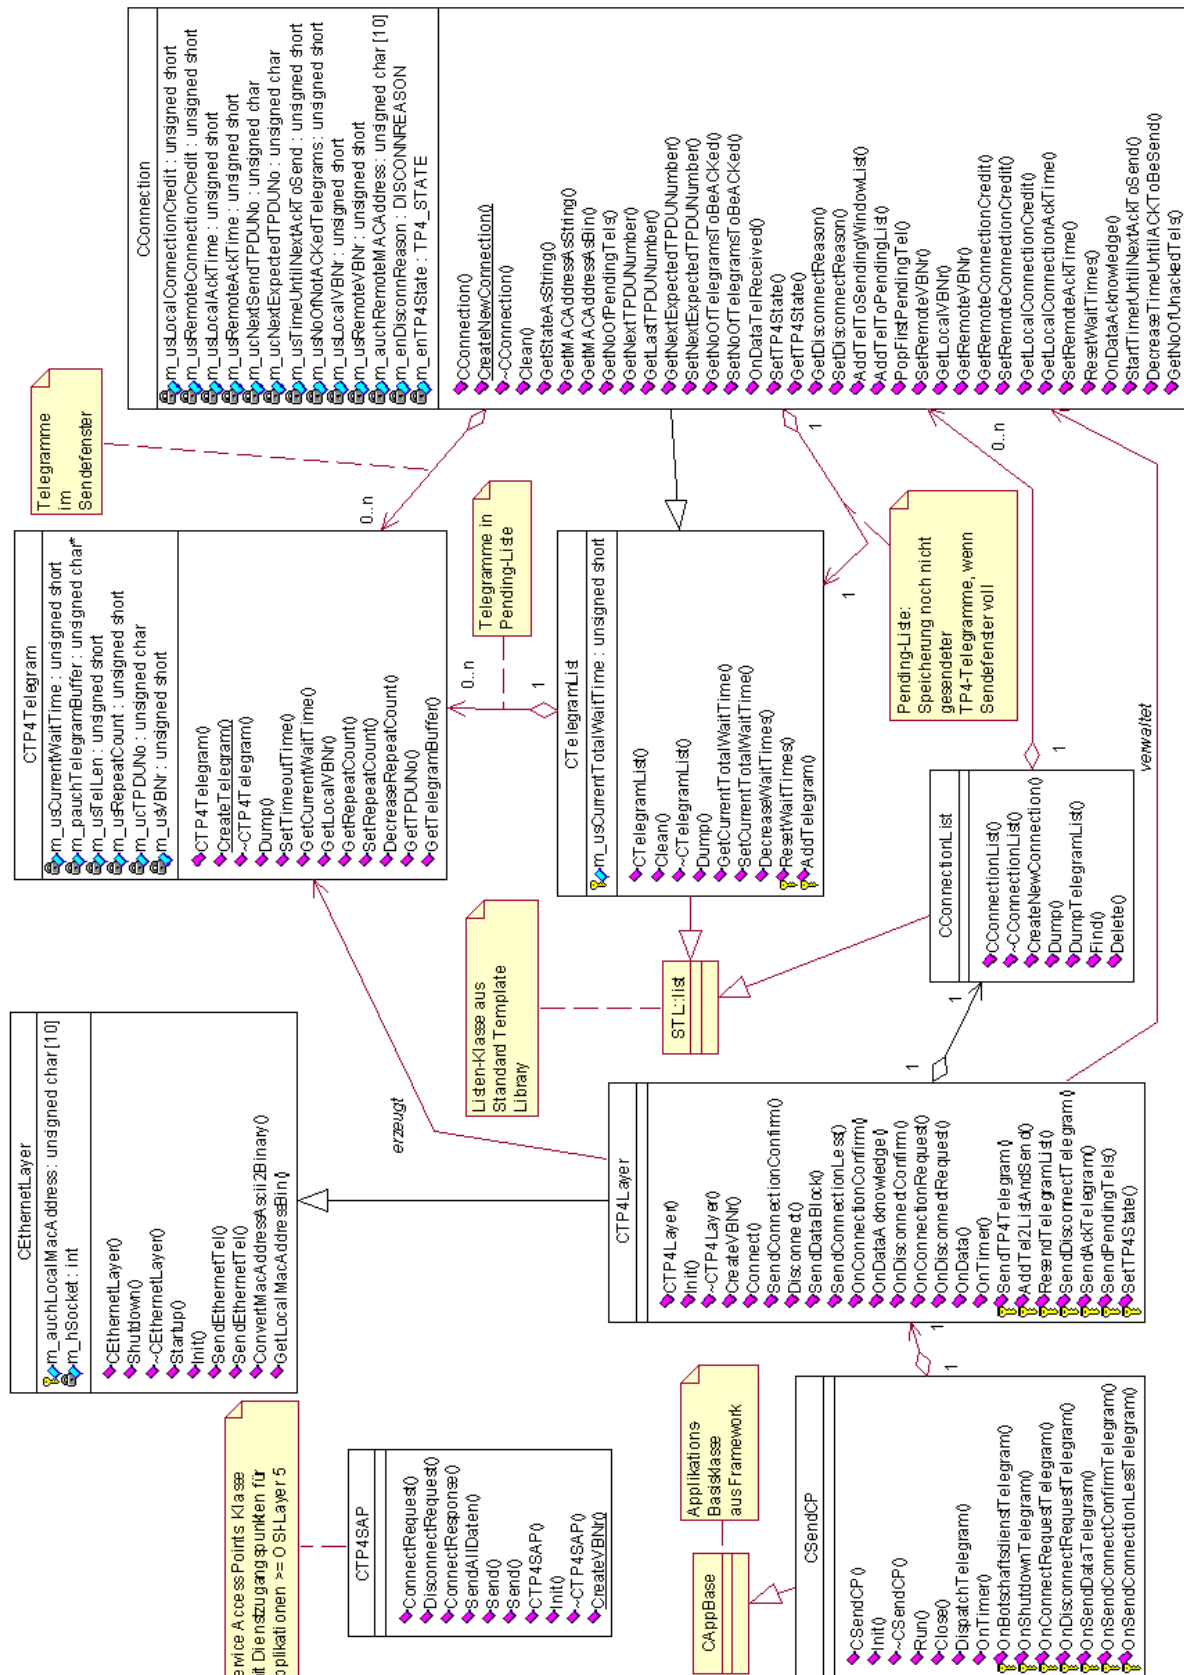 CConnection
m_usLocalConnectionCredit : unsigned short
m_usRemoteConnectionCredit : unsigned short
m_usLocalAckTime : unsigned short
m_usRemoteAckTime : unsigned short
m_ucNextSendTPDUNo : unsigned char
m_ucNextExpectedTPDUNo : unsigned char
m_usTimeUntilNextAckToSend : unsigned short
m_usNoOfNotACKedTelegrams : unsigned short
m_usLocalVBNr : unsigned short
m_usRemoteVBNr : unsigned short
m_auchRemoteMACAddress : unsigned char [10]
m_enDisconnReason : DISCONNREASON
m_enTP4State : TP4_STATE
CConnection()
CreateNewConnection()
~CConnection()
Clean()
GetStateAsString()
GetMACAddressAsString()
GetMACAddressAsBin()
GetNoOfPendingTels()
GetNextTPDUNumber()
GetLastTPDUNumber()
GetNextExpectedTPDUNumber()
SetNextExpectedTPDUNumber()
GetNoOfTelegramsToBeACKed()
SetNoOfTelegramsToBeACKed()
OnDataTelReceived()
SetTP4State()
GetTP4State()
GetDisconnectReason()
SetDisconnectReason()
AddTelToSendingWindowList()
AddTelToPendingList()
PopFirstPendingTel()
SetRemoteVBNr()
GetLocalVBNr()
GetRemoteVBNr()
GetRemoteConnectionCredit()
SetRemoteConnectionCredit()
GetLocalConnectionCredit()
GetLocalConnectionAckTime()
SetRemoteAckTime()
ResetWaitTimes()
OnDataAcknowledge()
StartTimeUntilNextAckToSend()
DecreaseTimeUntilACKToBeSend()
GetNoOfUnackedTels()
Telegramme
im
Sendefenster
0..n
1
1
0..n
CTP4Telegram
m_usCurrentWaitTime : unsigned short
m_pauchTelegramBuffer : unsigned char*
m_usTelLen : unsigned short
m_usRepeatCount : unsigned short
m_ucTPDUNo : unsigned char
m_usVBNr : unsigned short
CTP4Telegram()
CreateTelegram()
~CTP4Telegram()
Dump()
SetTimeoutTime()
GetCurrentWaitTime()
GetLocalVBNr()
GetRepeatCount()
SetRepeatCount()
DecreaseRepeatCount()
GetTPDUNo()
GetTelegramBuffer()
0..n
1
Telegramme in
Pending-Liste
CTelegramList
m_usCurrentTotalWaitTime : unsigned short
CTelegramList()
Clean()
~CTelegramList()
Dump()
GetCurrentTotalWaitTime()
SetCurrentTotalWaitTime()
DecreaseWaitTimes()
ResetWaitTimes()
AddTelegram()
Pending-Liste:
Speicherung noch nicht
gesendeter
TP4-Telegramme, wenn
Sendefenster voll
1
verwaltet
CConnectionList
CConnectionList()
~CConnectionList()
CreateNewConnection()
Dump()
DumpTelegramList()
Find()
Delete()
Listen-Klasse aus
Standard Template
Library
STL::list
1
1
CEthernetLayer
m_auchLocalMacAddress : unsigned char [10]
m_hSocket : int
CEthernetLayer()
Shutdown()
~CEthernetLayer()
Startup()
Init()
SendEthernetTel()
SendEthernetTel()
ConvertMacAddressAscii2Binary()
GetLocalMacAddressBin()
erzeugt
CTP4Layer
CTP4Layer()
Init()
~CTP4Layer()
CreateVBNr()
Connect()
SendConnectionConfirm()
Disconnect()
SendDataBlock()
SendConnectionLess()
OnConnectionConfirm()
OnDataAcknowledge()
OnDisconnectConfirm()
OnConnectionRequest()
OnDisconnectRequest()
OnData()
OnTimer()
SendTP4Telegram()
AddTel2ListAndSend()
ResendTelegramList()
SendDisconnectTelegram()
SendAckTelegram()
SendPendingTels()
SetTP4State()
1
1
ervice Access Points Klasse
it Dienstzugangspunkten für
pplikationen >= OSI-Layer 5
CTP4SAP
ConnectRequest()
DisconnectRequest()
ConnectResponse()
SendAllDaten()
Send()
Send()
CTP4SAP()
Init()
~CTP4SAP()
CreateVBNr()
Applikations
Basisklasse
aus Framework
CAppBase
CSendCP
CSendCP()
Init()
~CSendCP()
Run()
Close()
DispatchTelegram()
OnTimer()
OnBotschaftsdienstTelegram()
OnShutdownTelegram()
OnConnectRequestTelegram()
OnDisconnectRequestTelegram()
OnSendDataTelegram()
OnSendConnectConfirmTelegram()
OnSendConnectionLessTelegram()